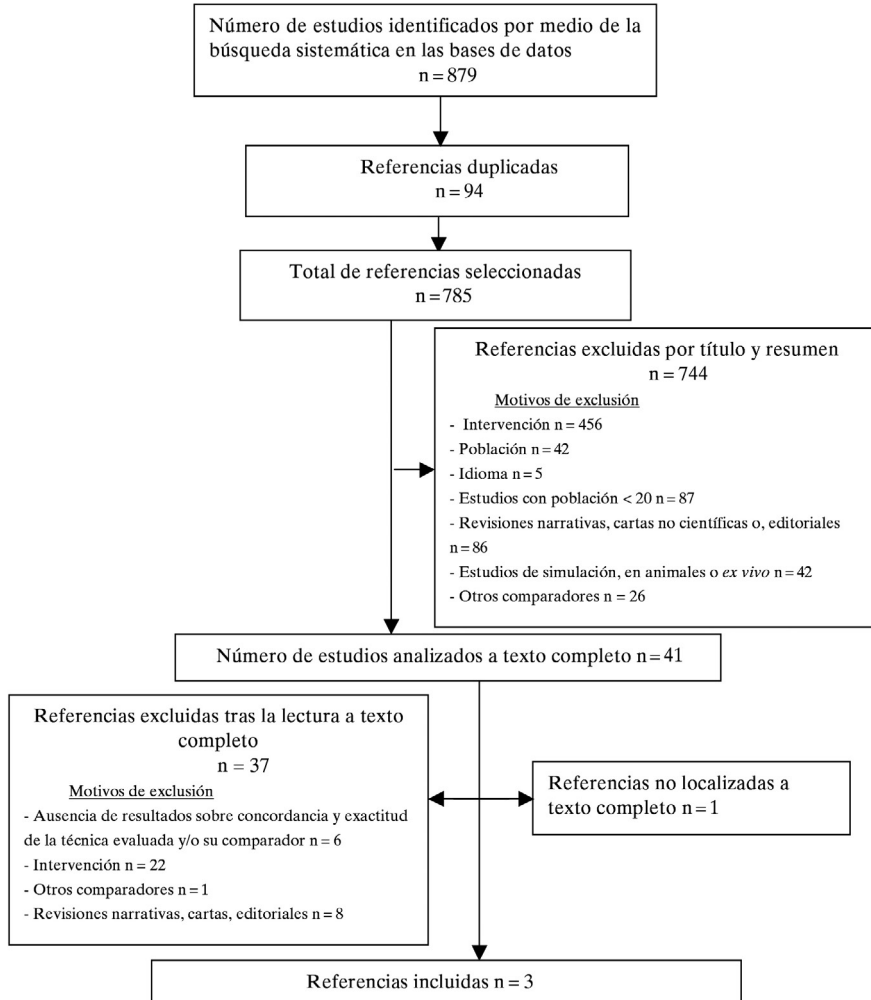 Número de estudios identificados por medio de la
búsqueda sistemática en las bases de datos
n = 879
Referencias duplicadas
n = 94
Total de referencias seleccionadas
n = 785
Referencias excluidas por título y resumen
n = 744
Motivos de exclusión
- Intervención n = 456
- Población n = 42
- Idioma n = 5
- Estudios con población < 20 n = 87
- Revisiones narrativas, cartas no científicas o, editoriales
n = 86
- Estudios de simulación, en animales o ex vivo n = 42
- Otros comparadores n = 26
Número de estudios analizados a texto completo n = 41
Referencias excluidas tras la lectura a texto
completo
n = 37
Motivos de exclusión
- Ausencia de resultados sobre concordancia y exactitud
de la técnica evaluada y/o su comparador n = 6
- Intervención n = 22
- Otros comparadores n = 1
- Revisiones narrativas, cartas, editoriales n = 8
Referencias no localizadas a
texto completo n = 1
Referencias incluidas n = 3